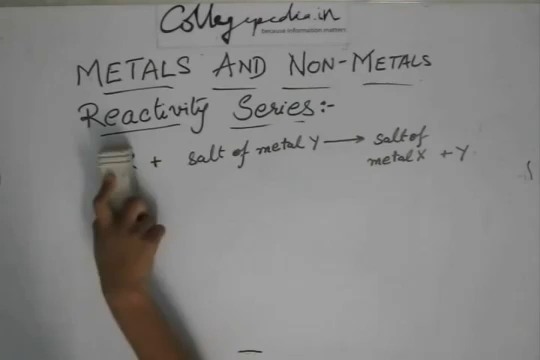 Collegepedia.in
because information matters
METALS AND NON-METALS
Reactivity Series:-
+ salt of metal Y → salt of metal X + Y